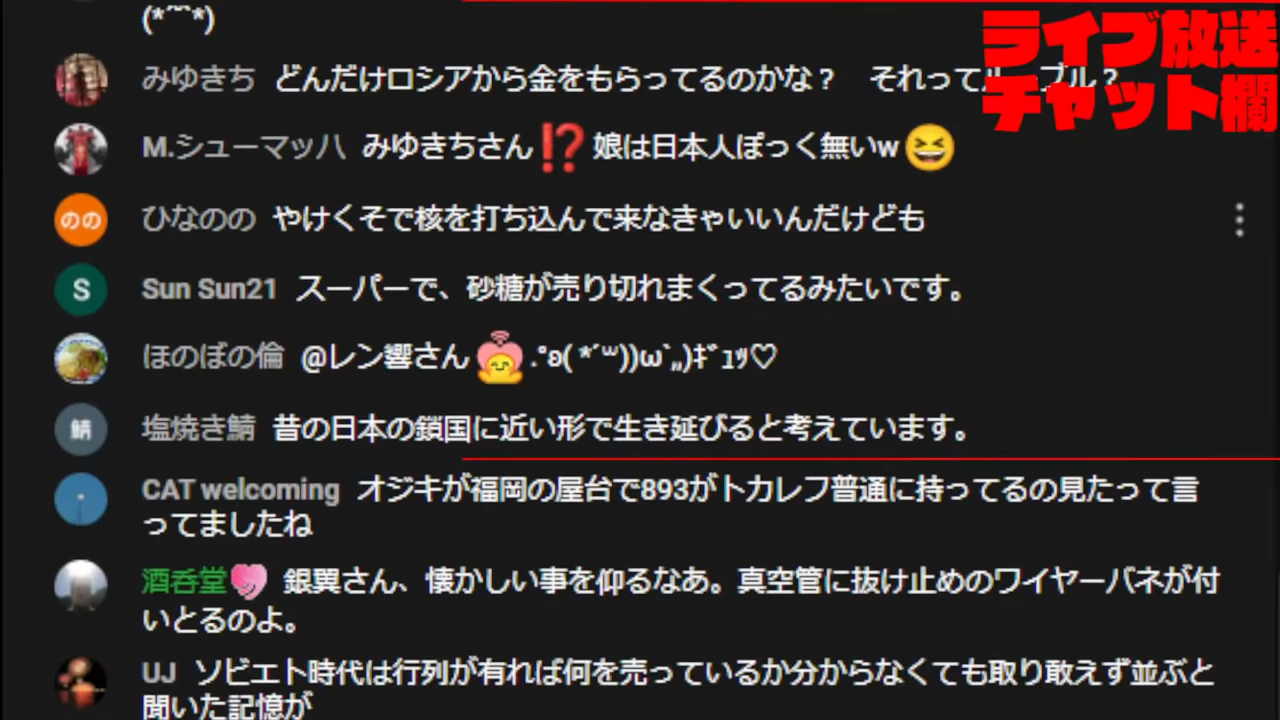 (*´˘`*)
ライブ放送
チャット欄
みゆきち どんだけロシアから金をもらってるのかな？　それってルーブル？
M.シューマッハ みゆきちさん⁉️娘は日本人ぽっく無いw😆
ひなのの やけくそで核を打ち込んで来なきゃいいんだけども
Sun Sun21 スーパーで、砂糖が売り切れまくってるみたいです。
ほのぼの倫 @レン響さん
塩焼き鯖 昔の日本の鎖国に近い形で生き延びると考えています。
CAT welcoming オジキが福岡の屋台で893がトカレフ普通に持ってるの見たって言
ってましたね
酒呑堂 銀翼さん、懐かしい事を仰るなあ。真空管に抜け止めのワイヤーバネが付
いとるのよ。
UJ ソビエト時代は行列が有れば何を売っているか分からなくても取り敢えず並ぶと
聞いた記憶が
のの
S
鯖